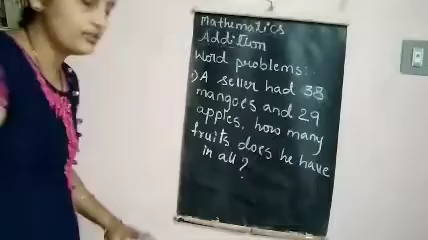 Mathematics
Addition
Word problems:
1) A seller had 33
mangoes and 29
apples, how many
fruits does he have
in all?